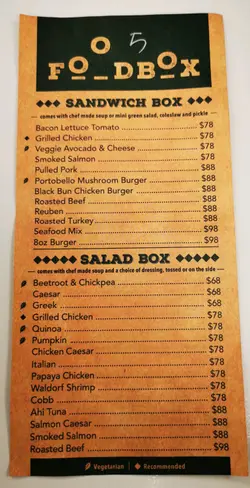 5
FOODBOX
SANDWICH BOX
comes with chef made soup or mini green salad, coleslaw and pickle
Bacon Lettuce Tomato $78
Grilled Chicken $78
Veggie Avocado & Cheese $78
Smoked Salmon $78
Pulled Pork $88
Portobello Mushroom Burger $88
Black Bun Chicken Burger $88
Roasted Beef $88
Reuben $88
Roasted Turkey $88
Seafood Mix $98
8oz Burger $98
SALAD BOX
comes with chef made soup and a choice of dressing, tossed or on the side
Beetroot & Chickpea $68
Caesar $68
Greek $68
Grilled Chicken $78
Quinoa $78
Pumpkin $78
Chicken Caesar $78
Italian $78
Papaya Chicken $78
Waldorf Shrimp $78
Cobb $78
Ahi Tuna $88
Salmon Caesar $88
Smoked Salmon $88
Roasted Beef $98
Vegetarian | Recommended